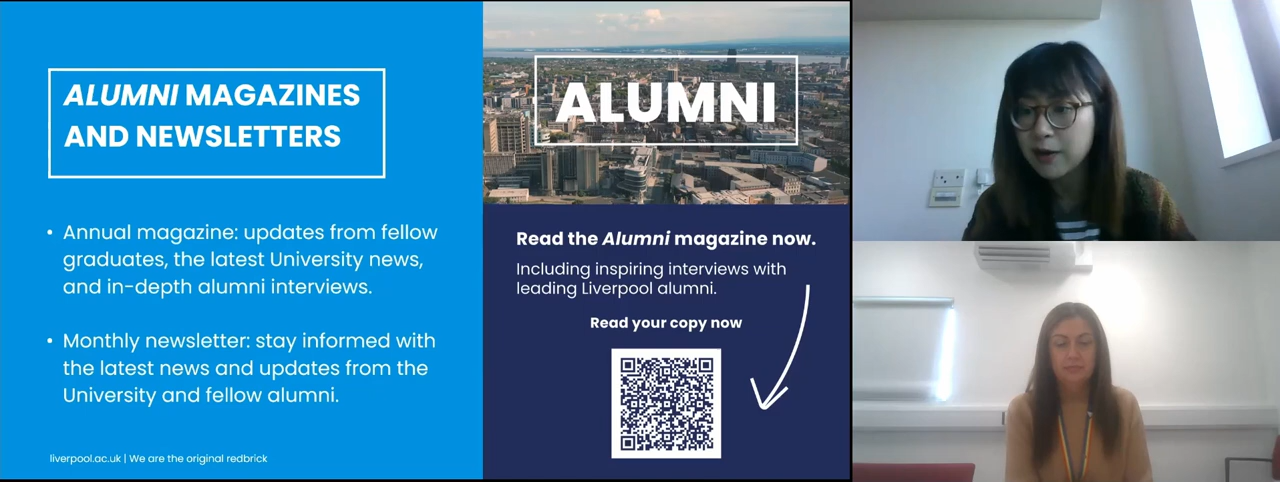 ALUMNI MAGAZINES
AND NEWSLETTERS
• Annual magazine: updates from fellow
graduates, the latest University news,
and in-depth alumni interviews.
• Monthly newsletter: stay informed with
the latest news and updates from the
University and fellow alumni.
liverpool.ac.uk | We are the original redbrick
ALUMNI
Read the Alumni magazine now.
Including inspiring interviews with
leading Liverpool alumni.
Read your copy now